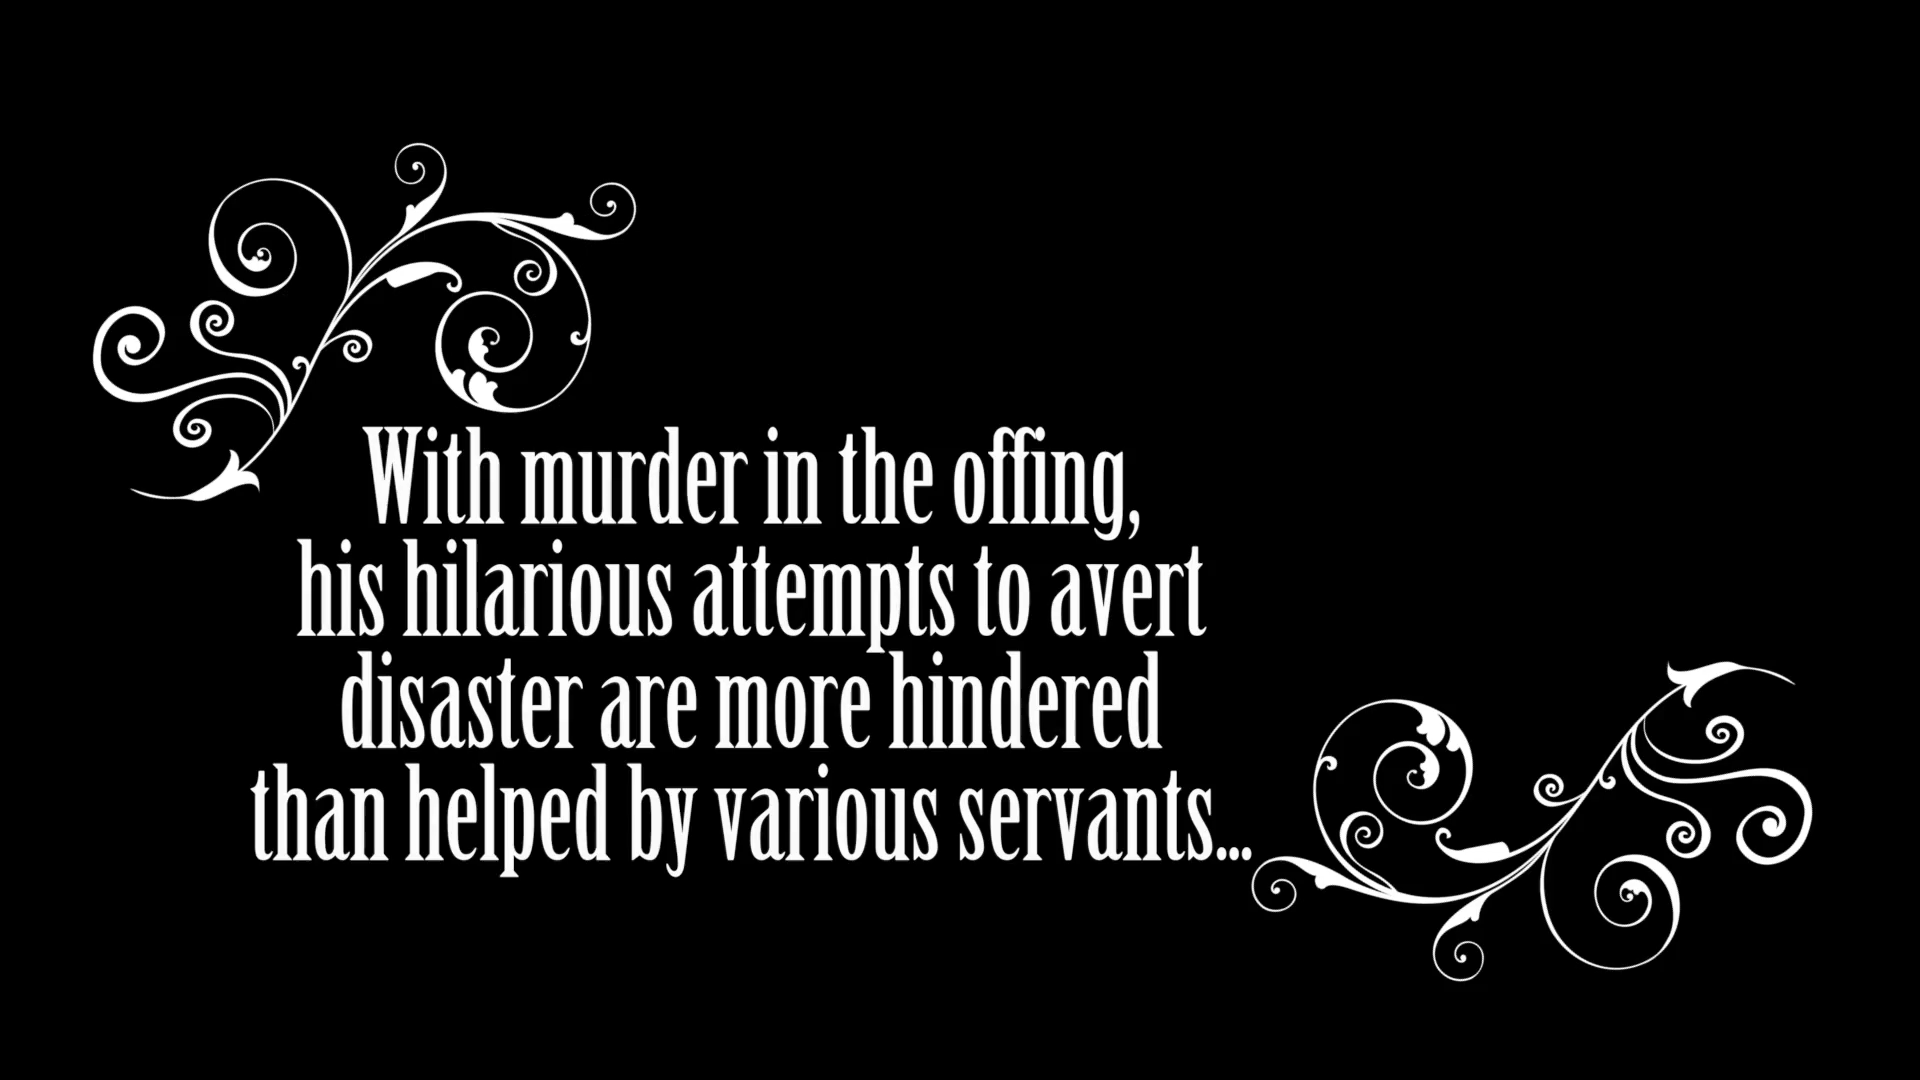 With murder in the offing,
his hilarious attempts to avert
disaster are more hindered
than helped by various servants...